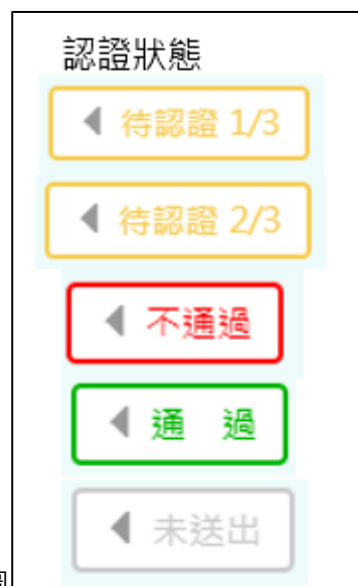 認證狀態
待認證 1/3
待認證 2/3
不通過
通 過
未送出